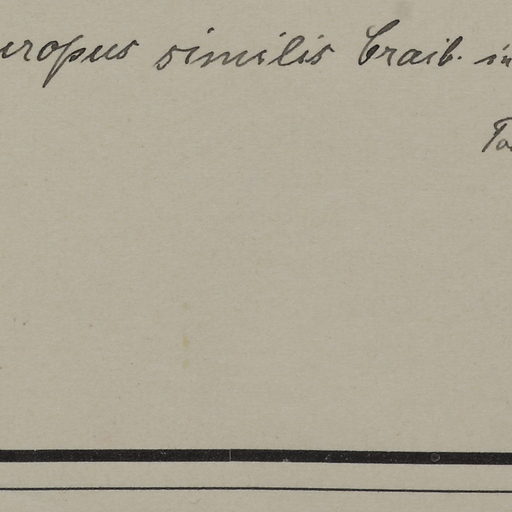 uropus similis Craib. in
Ta